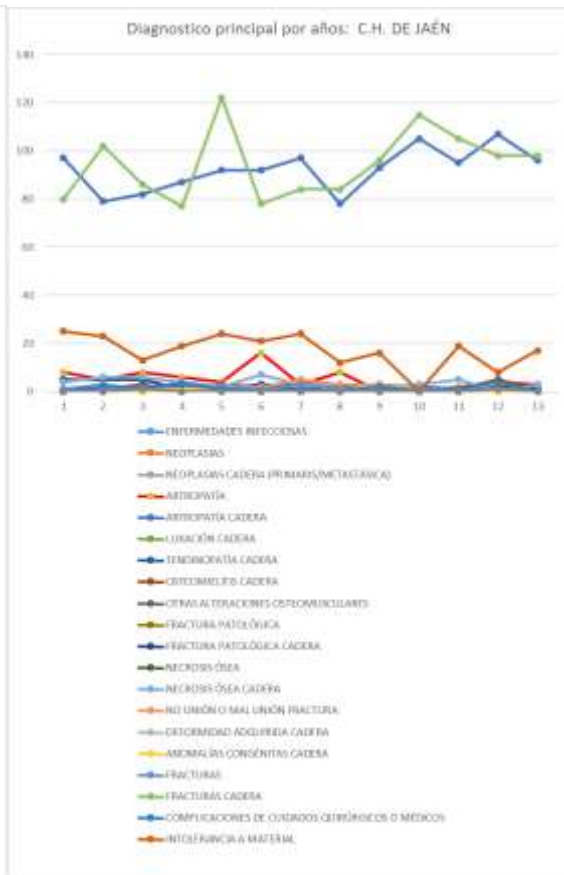 Diagnostico principal por años: C.H. DE JAÉN
140
120
100
80
60
40
20
0
1 2 3 4 5 6 7 8 9 10 11 12 13
ENFERMEDADES INFECCIOSAS
NEOPLASIAS
NEOPLASIAS CADERA (PRIMARIS/METASTÁSICA)
ARTROPATÍA
ARTROPATÍA CADERA
LUXACIÓN CADERA
TENDINOPATÍA CADERA
OSTEOMIELITIS CADERA
OTRAS ALTERACIONES OSTEOMUSCULARES
FRACTURA PATOLÓGICA
FRACTURA PATOLÓGICA CADERA
NECROSIS ÓSEA
NECROSIS ÓSEA CADERA
NO UNIÓN O MAL UNIÓN FRACTURA
DEFORMIDAD ADQUIRIDA CADERA
ANOMALÍAS CONGÉNITAS CADERA
FRACTURAS
FRACTURAS CADERA
COMPLICACIONES DE CUIDADOS QUIRÚRGICOS O MÉDICOS
INTOLERANCIA A MATERIAL